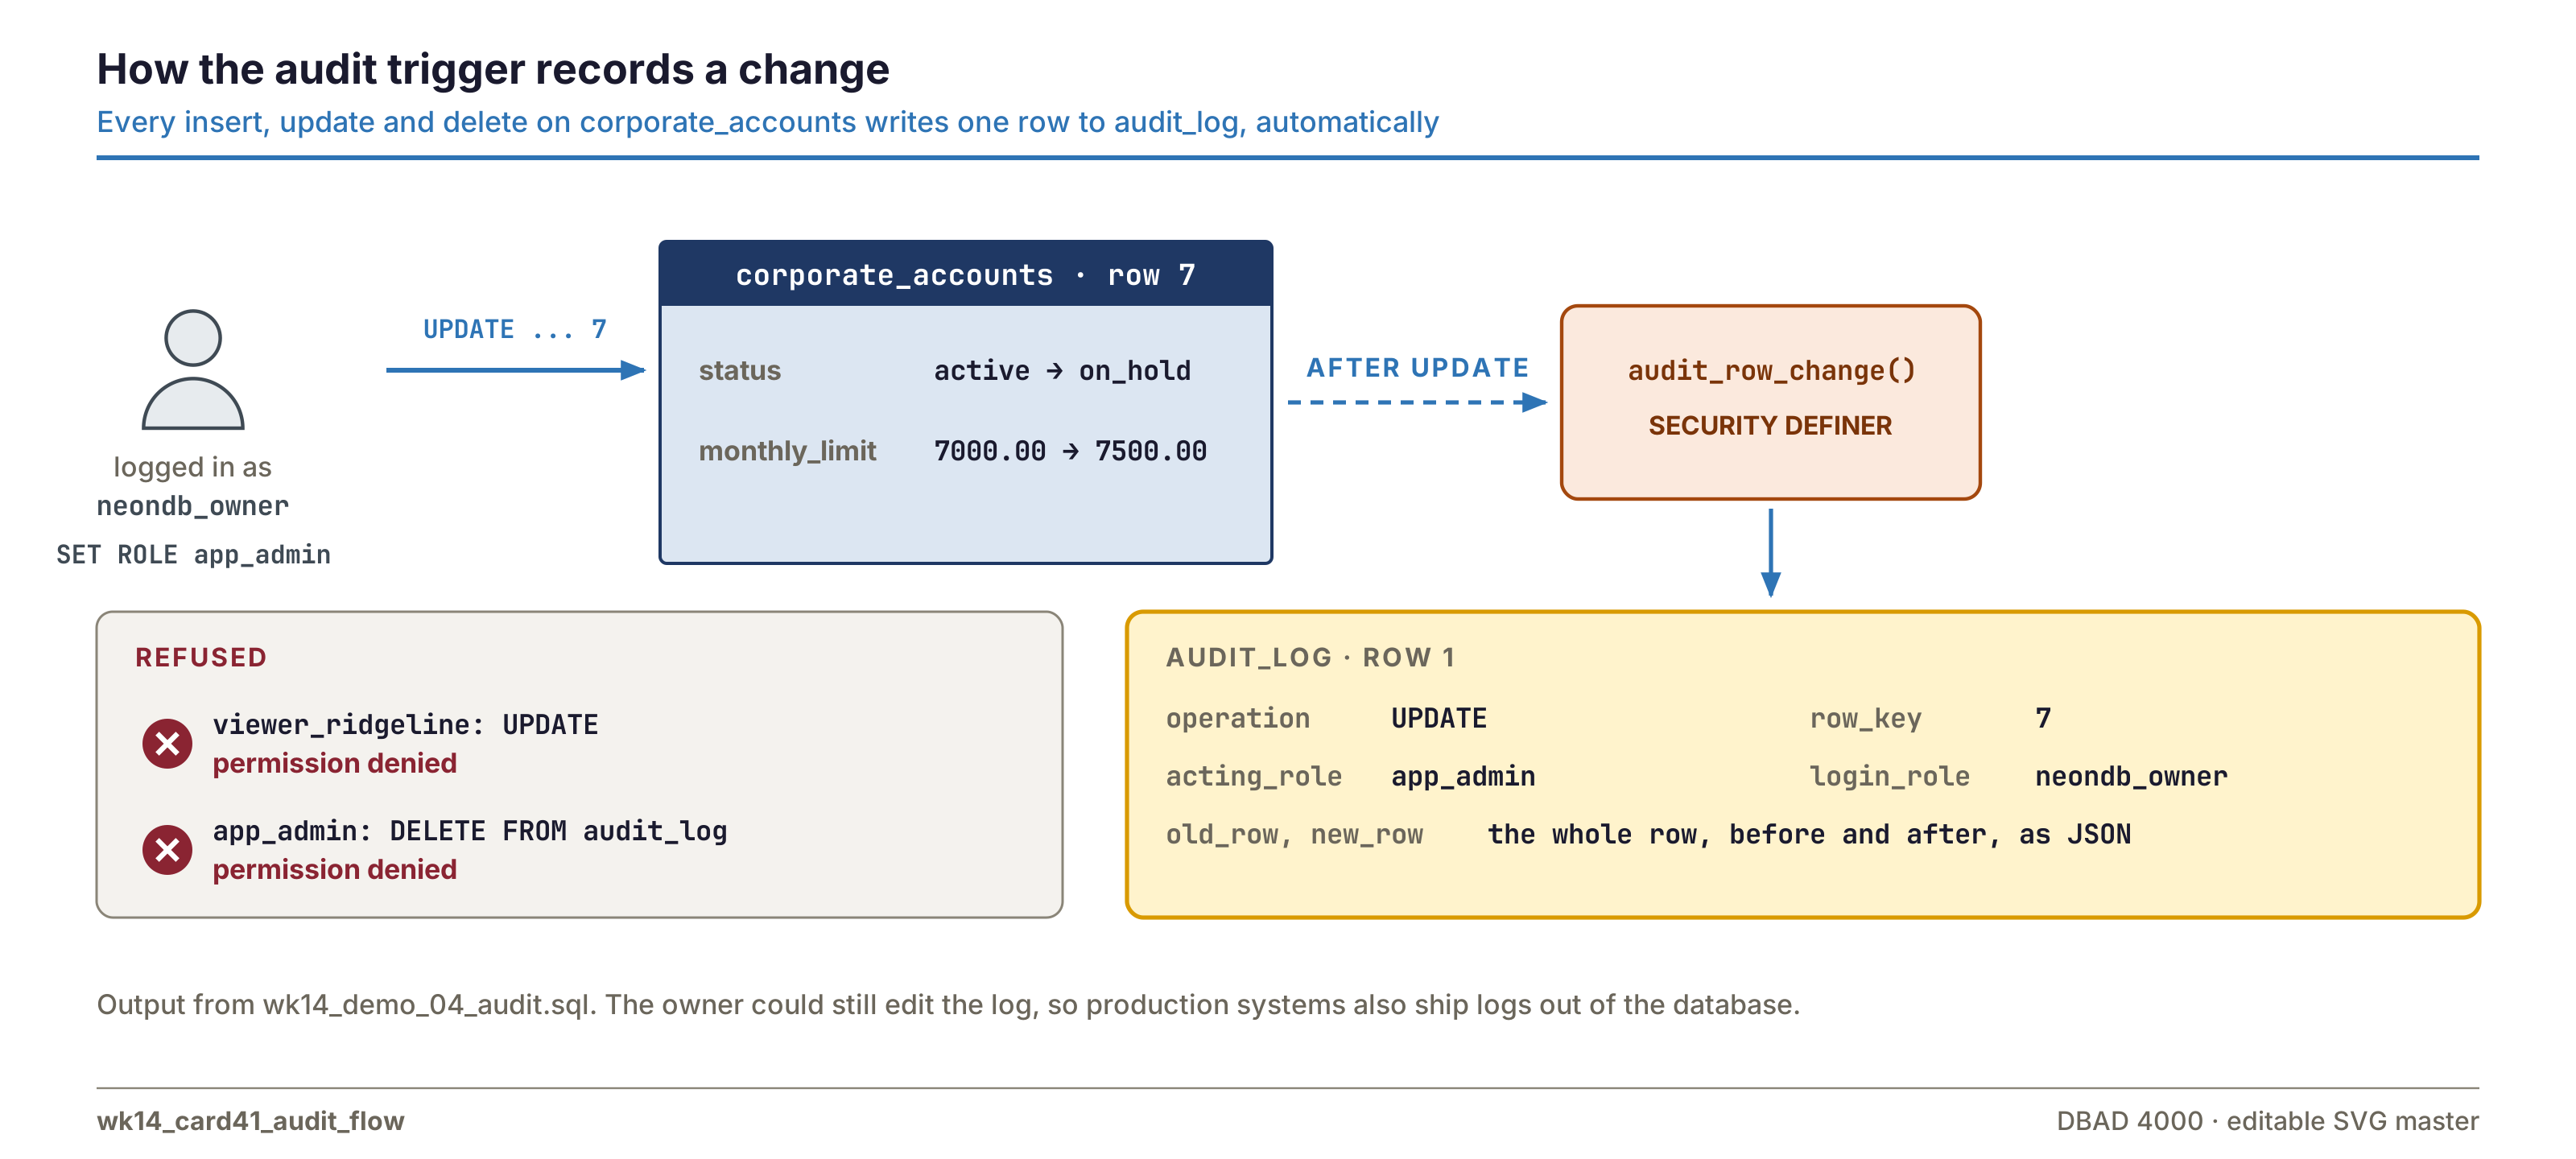 How the audit trigger records a change
Every insert, update and delete on corporate_accounts writes one row to audit_log, automatically
logged in as
neondb_owner
SET ROLE app_admin
UPDATE ... 7
corporate_accounts · row 7
status active → on_hold
monthly_limit 7000.00 → 7500.00
AFTER UPDATE
audit_row_change()
SECURITY DEFINER
REFUSED
viewer_ridgeline: UPDATE
permission denied
app_admin: DELETE FROM audit_log
permission denied
AUDIT_LOG · ROW 1
operation UPDATE row_key 7
acting_role app_admin login_role neondb_owner
old_row, new_row the whole row, before and after, as JSON
Output from wk14_demo_04_audit.sql. The owner could still edit the log, so production systems also ship logs out of the database.
wk14_card41_audit_flow
DBAD 4000 · editable SVG master